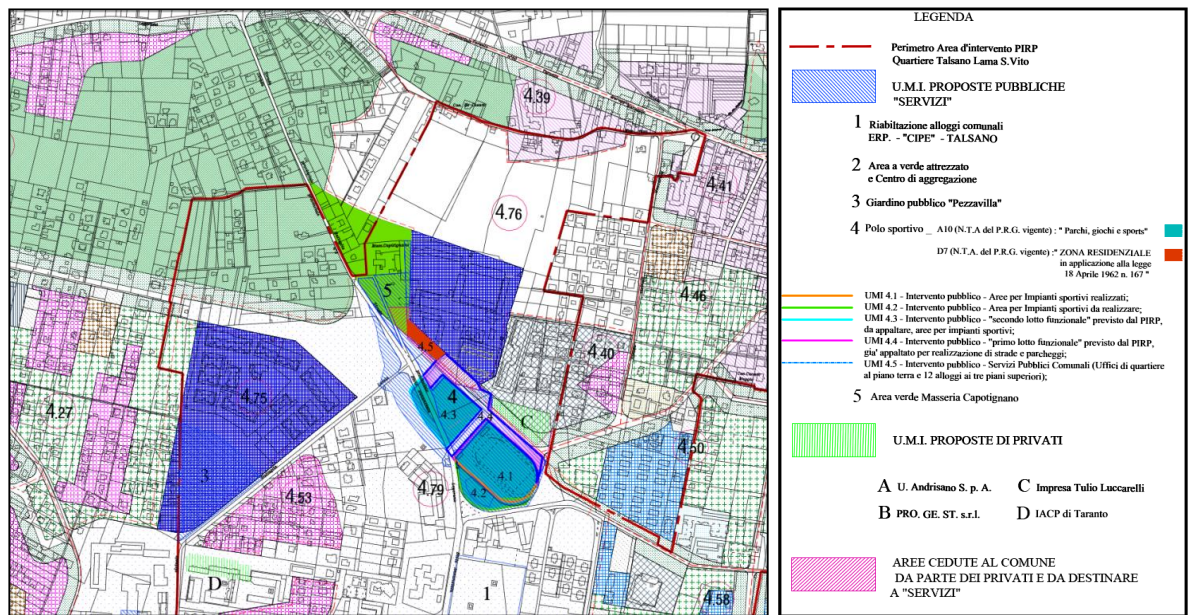 4.39
4.41
4.76
4.46
5
4.5
4.40
4
4.3
4.4
C
4.75
4.27
4.50
3
4.1
4.2
4.79
4.53
D
1
4.58
LEGENDA
Perimetro Area d'intervento PIRP
Quartiere Talsano Lama S.Vito
U.M.I. PROPOSTE PUBBLICHE
"SERVIZI"
1 Riabiltazione alloggi comunali
ERP. - "CIPE" - TALSANO
2 Area a verde attrezzato
e Centro di aggregazione
3 Giardino pubblico "Pezzavilla"
4 Polo sportivo _ A10 (N.T.A del P.R.G. vigente) : " Parchi, giochi e sports"
D7 (N.T.A. del P.R.G. vigente) :" ZONA RESIDENZIALE
in applicazione alla legge
18 Aprile 1962 n. 167 "
UMI 4.1 - Intervento pubblico - Aree per Impianti sportivi realizzati;
UMI 4.2 - Intervento pubblico - Area per Impianti sportivi da realizzare;
UMI 4.3 - Intervento pubblico - "secondo lotto funzionale" previsto dal PIRP,
da appaltare, aree per impianti sportivi;
UMI 4.4 - Intervento pubblico - "primo lotto funzionale" previsto dal PIRP,
gia' appaltato per realizzazione di strade e parcheggi;
UMI 4.5 - Intervento pubblico - Servizi Pubblici Comunali (Uffici di quartiere
al piano terra e 12 alloggi ai tre piani superiori);
5 Area verde Masseria Capotignano
U.M.I. PROPOSTE DI PRIVATI
A U. Andrisano S. p. A. C Impresa Tulio Luccarelli
B PRO. GE. ST. s.r.l. D IACP di Taranto
AREE CEDUTE AL COMUNE
DA PARTE DEI PRIVATI E DA DESTINARE
A "SERVIZI"